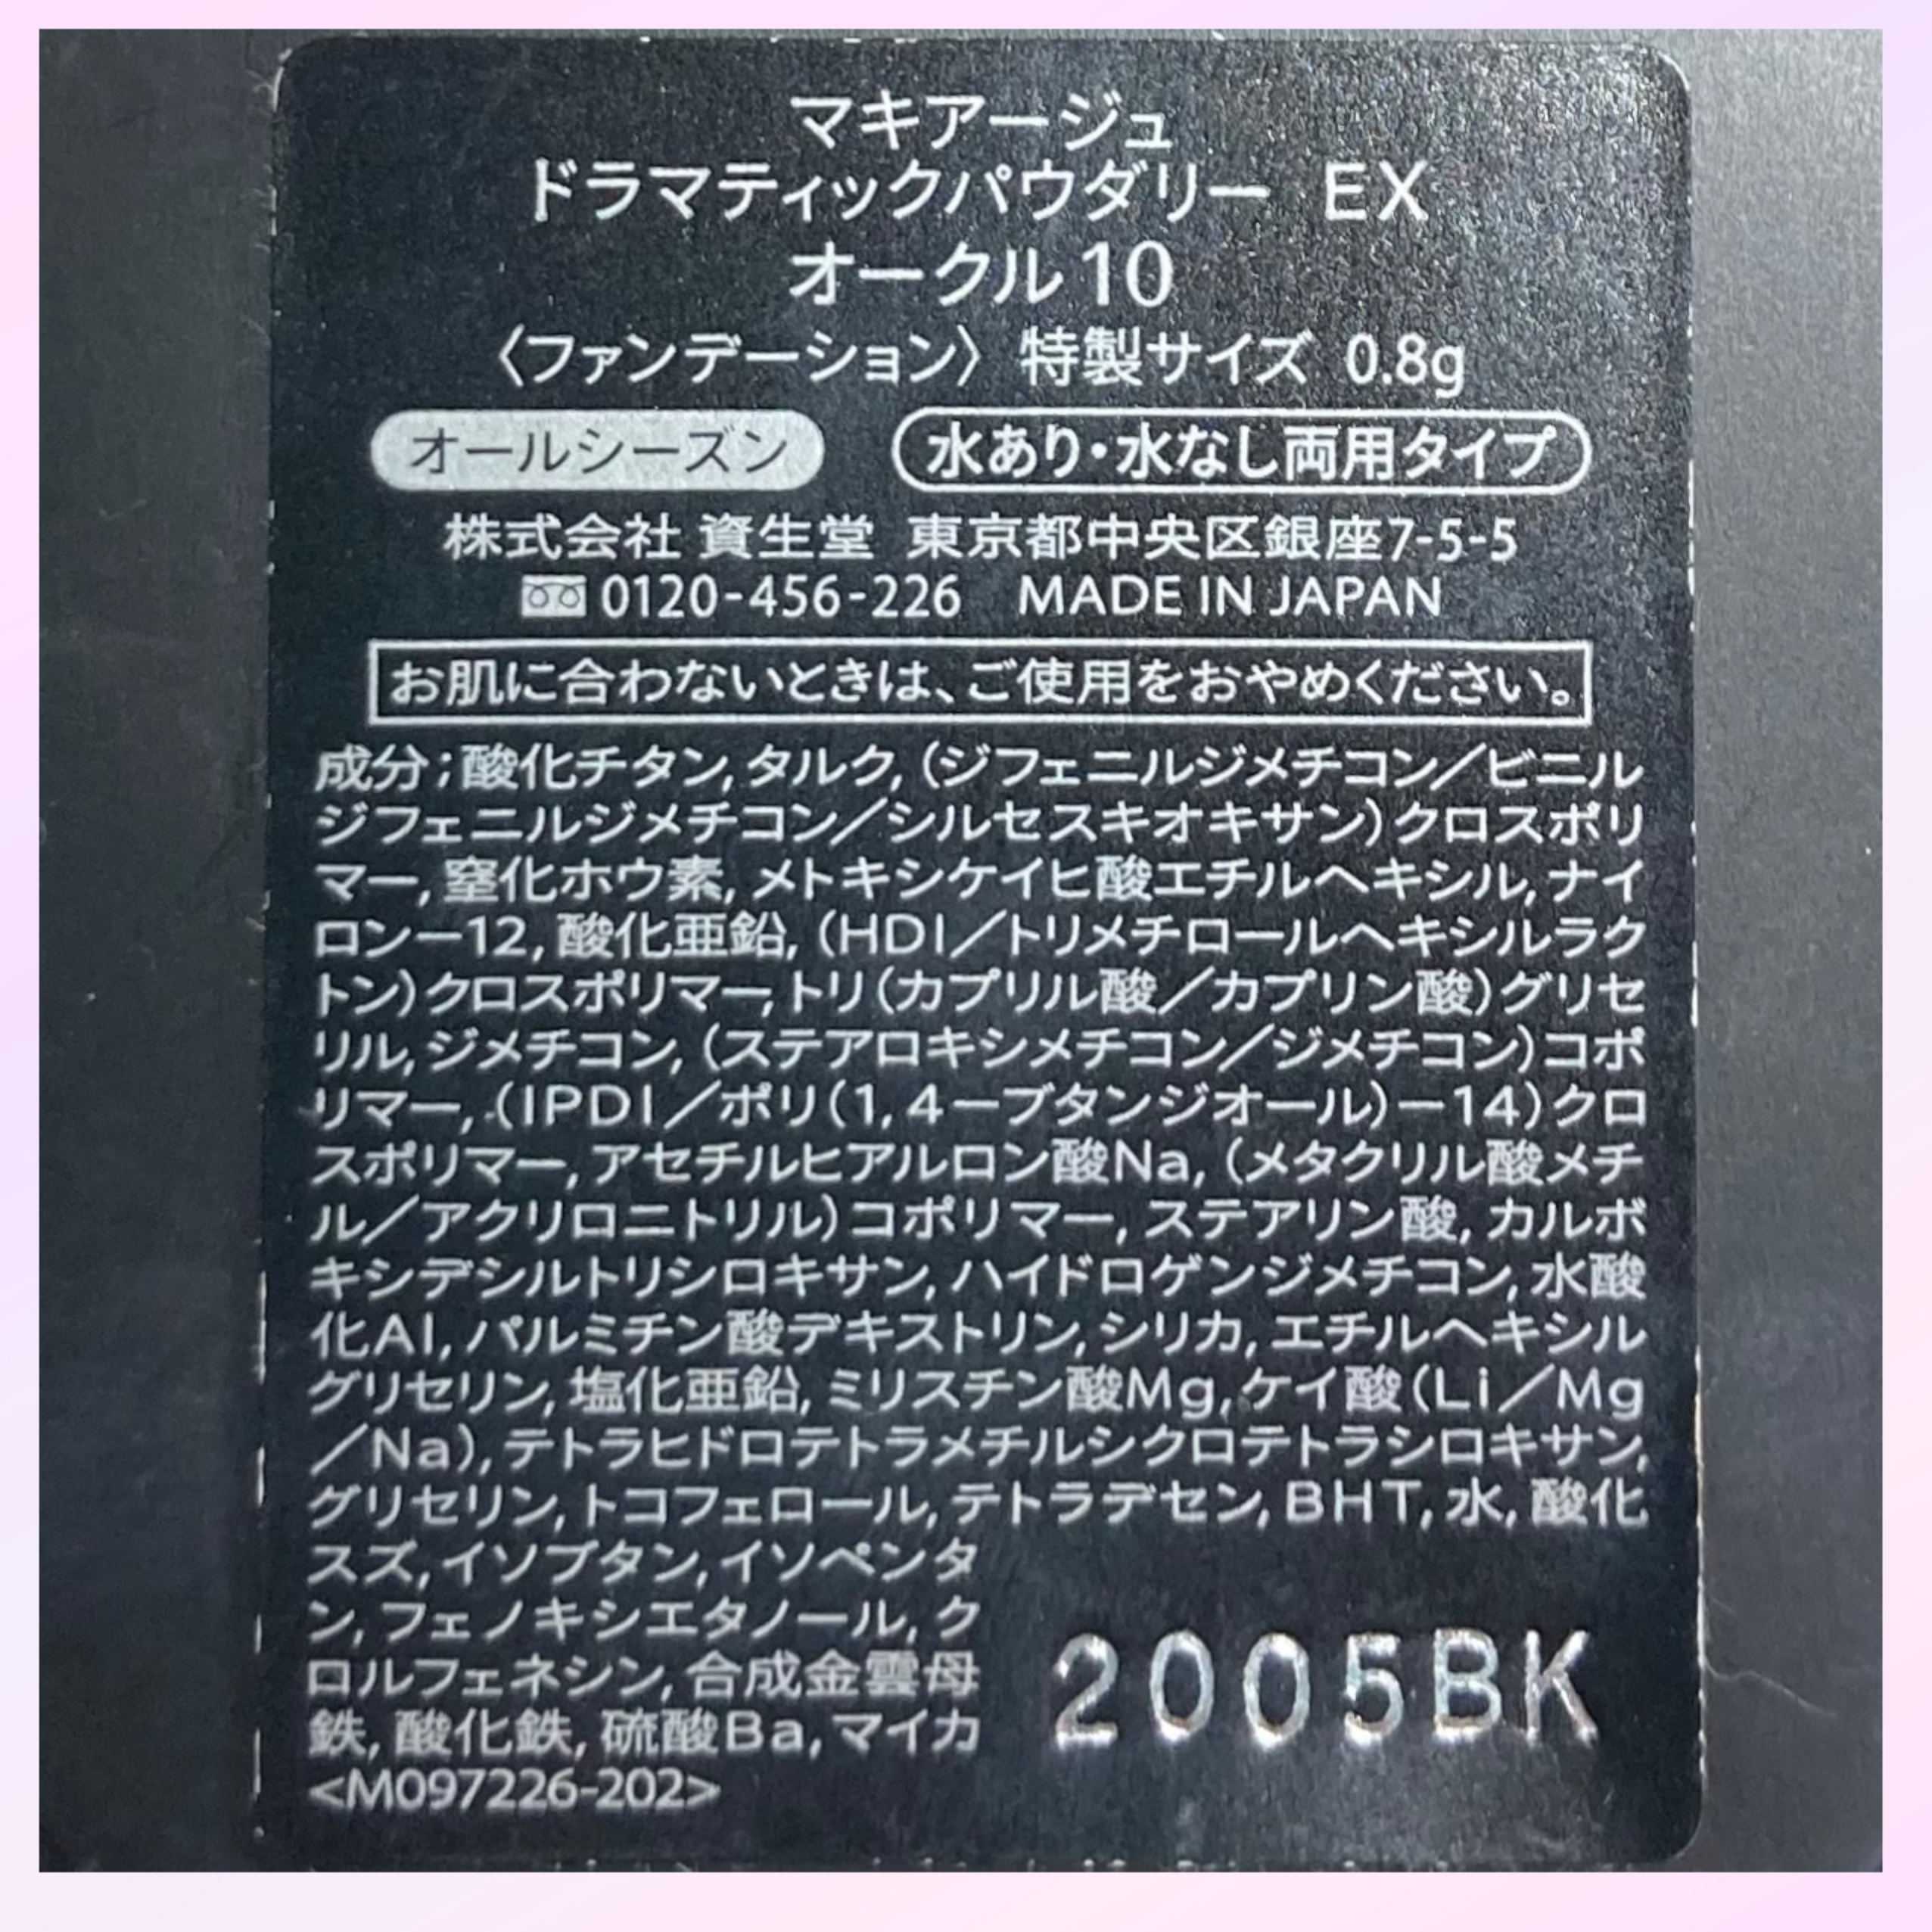 マキアージュ
ドラマティックパウダリー EX
オークル10
〈ファンデーション〉 特製サイズ 0.8g
オールシーズン 水あり・水なし両用タイプ
株式会社 資生堂 東京都中央区銀座7-5-5
0120-456-226 MADE IN JAPAN
お肌に合わないときは、ご使用をおやめください。
成分;酸化チタン,タルク,(ジフェニルジメチコン/ビニル
ジフェニルジメチコン/シルセスキオキサン)クロスポリ
マー,窒化ホウ素,メトキシケイヒ酸エチルヘキシル,ナイ
ロンー12,酸化亜鉛,(HDI/トリメチロールヘキシルラク
トン)クロスポリマー,トリ(カプリル酸/カプリン酸)グリセ
リル,ジメチコン,(ステアロキシメチコン/ジメチコン)コポ
リマー,(IPDI/ポリ(1,4ーブタンジオール)ー14)クロ
スポリマー,アセチルヒアルロン酸Na,(メタクリル酸メチ
ル/アクリロニトリル)コポリマー,ステアリン酸,カルボ
キシデシルトリシロキサン,ハイドロゲンジメチコン,水酸
化Al,パルミチン酸デキストリン,シリカ,エチルヘキシル
グリセリン,塩化亜鉛,ミリスチン酸Mg,ケイ酸(Li/Mg
/Na),テトラヒドロテトラメチルシクロテトラシロキサン,
グリセリン,トコフェロール,テトラデセン,BHT,水,酸化
スズ,イソブタン,イソペンタ
ン,フェノキシエタノール,ク
ロルフェネシン,合成金雲母
鉄,酸化鉄,硫酸Ba,マイカ
<M097226-202>
2005BK